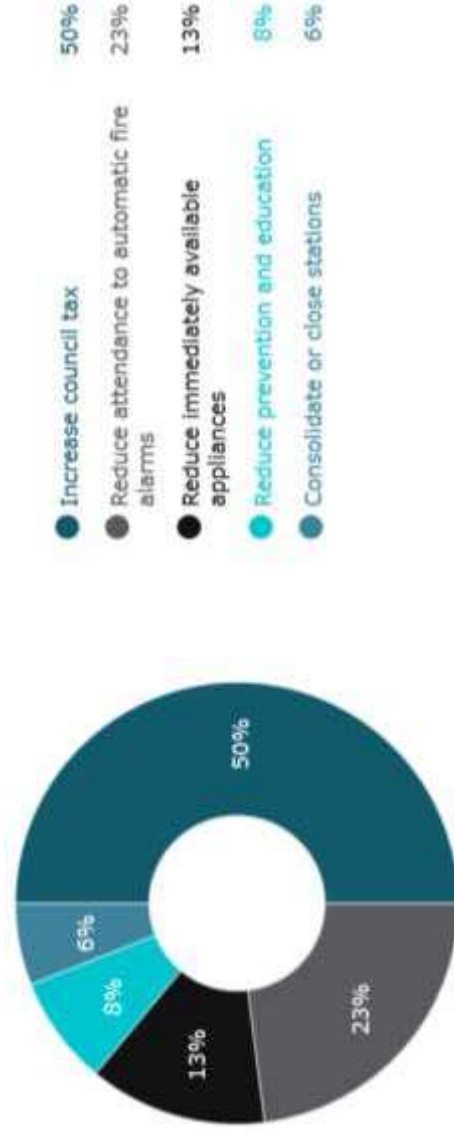 Increase council tax 50%
Reduce attendance to automatic fire 23%
alarms
Reduce immediately available 13%
appliances
Reduce prevention and education 8%
Consolidate or close stations 6%
50%
23%
13%
8%
6%